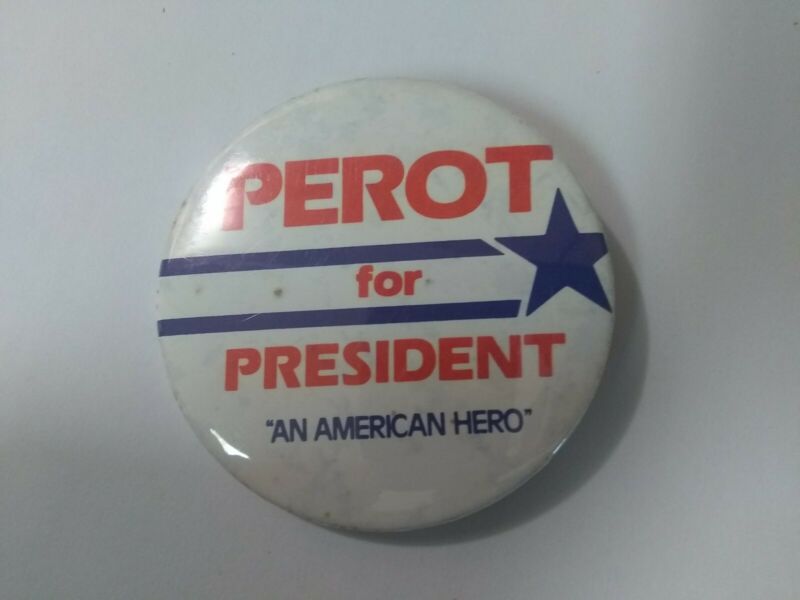 PEROT
for
PRESIDENT
"AN AMERICAN HERO"